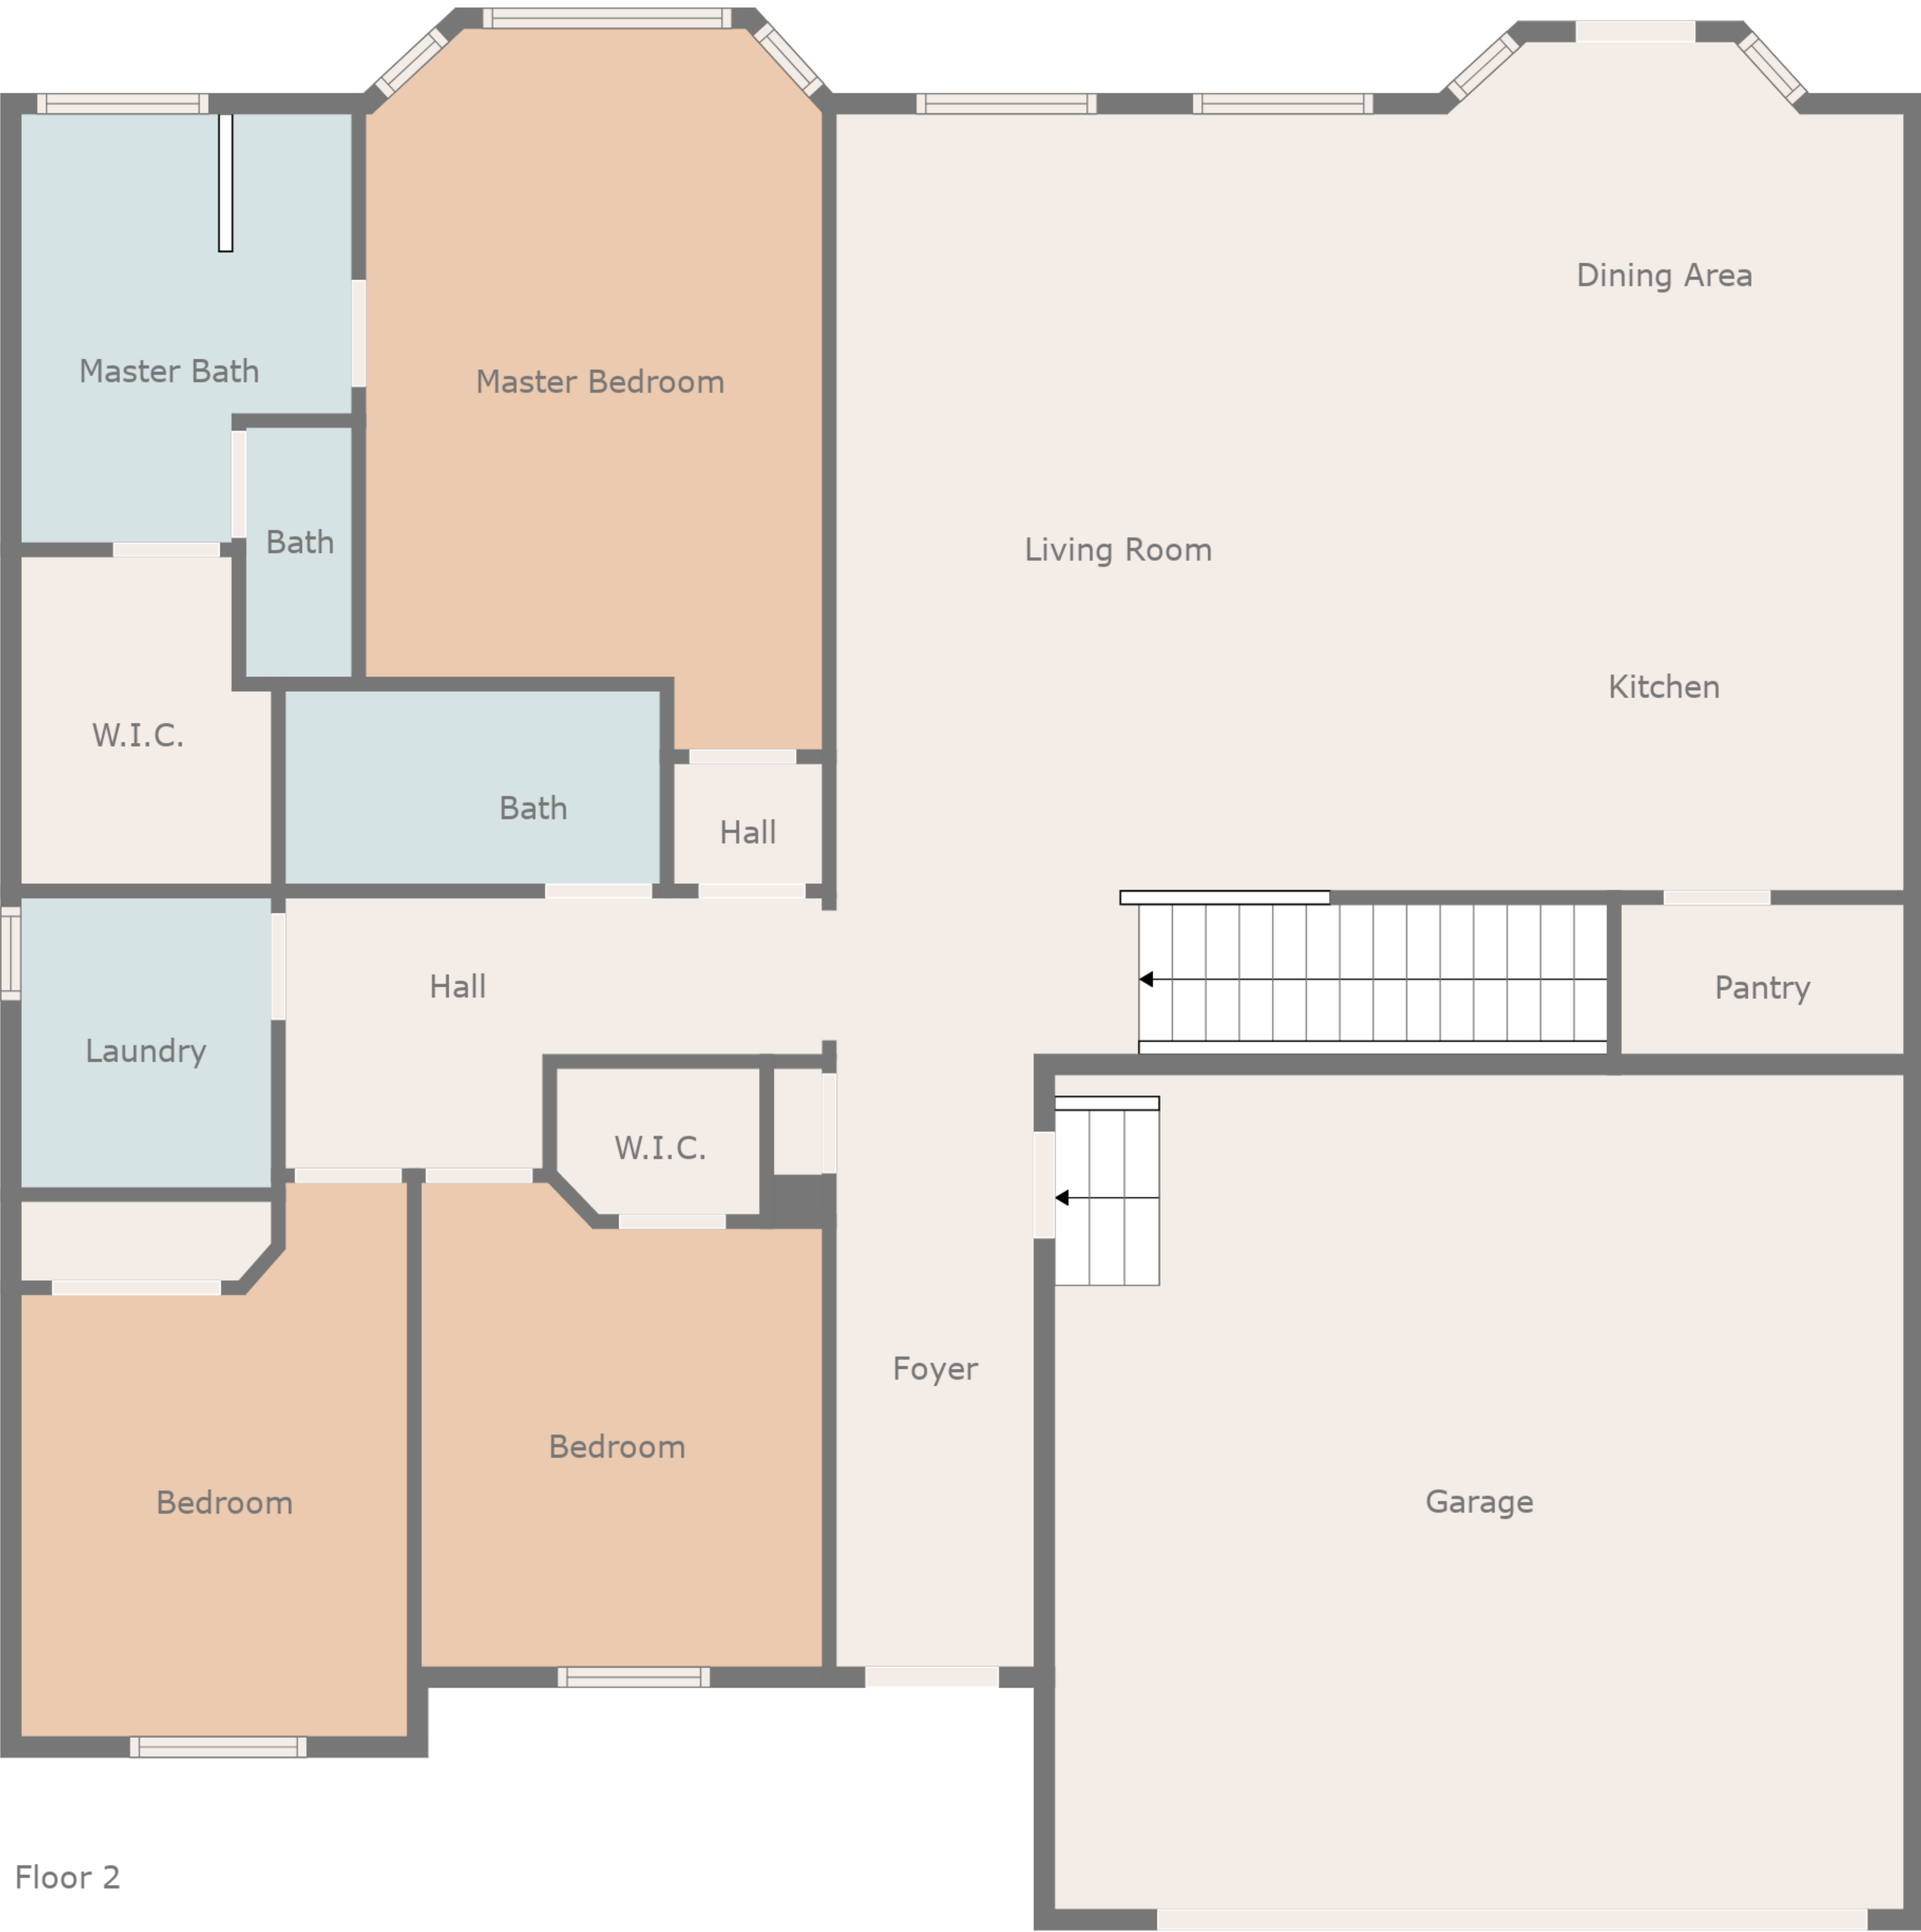 Dining Area
Master Bath
Master Bedroom
Bath
Living Room
Kitchen
W.I.C.
Bath
Hall
Hall
Pantry
Laundry
W.I.C.
Foyer
Bedroom
Bedroom
Garage
Floor 2